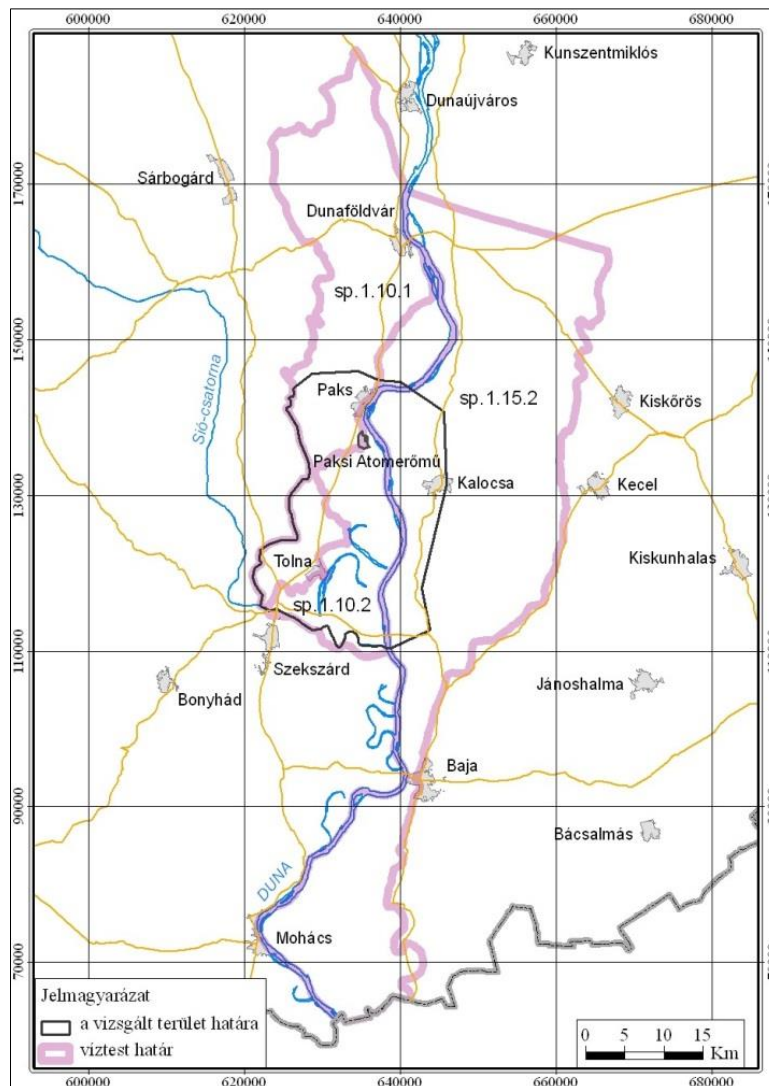 600000 620000 640000 660000 680000
Kunszentmiklós
Dunaújváros
Sárbogárd
170000
Dunaföldvár
sp.1.10.1
150000
Sió-csatorna
Paks
sp.1.15.2
Kiskőrös
Paksi Atomerőmű
Kalocsa
Kecel
130000
Kiskunhalas
Tolna
sp.1.10.2
110000
Szekszárd
Bonyhád
Jánoshalma
Baja
90000
Bácsalmás
DUNA
Mohács
70000
Jelmagyarázat
a vizsgált terület határa
víztest határ
0 5 10 15
Km
600000 620000 640000 660000 680000